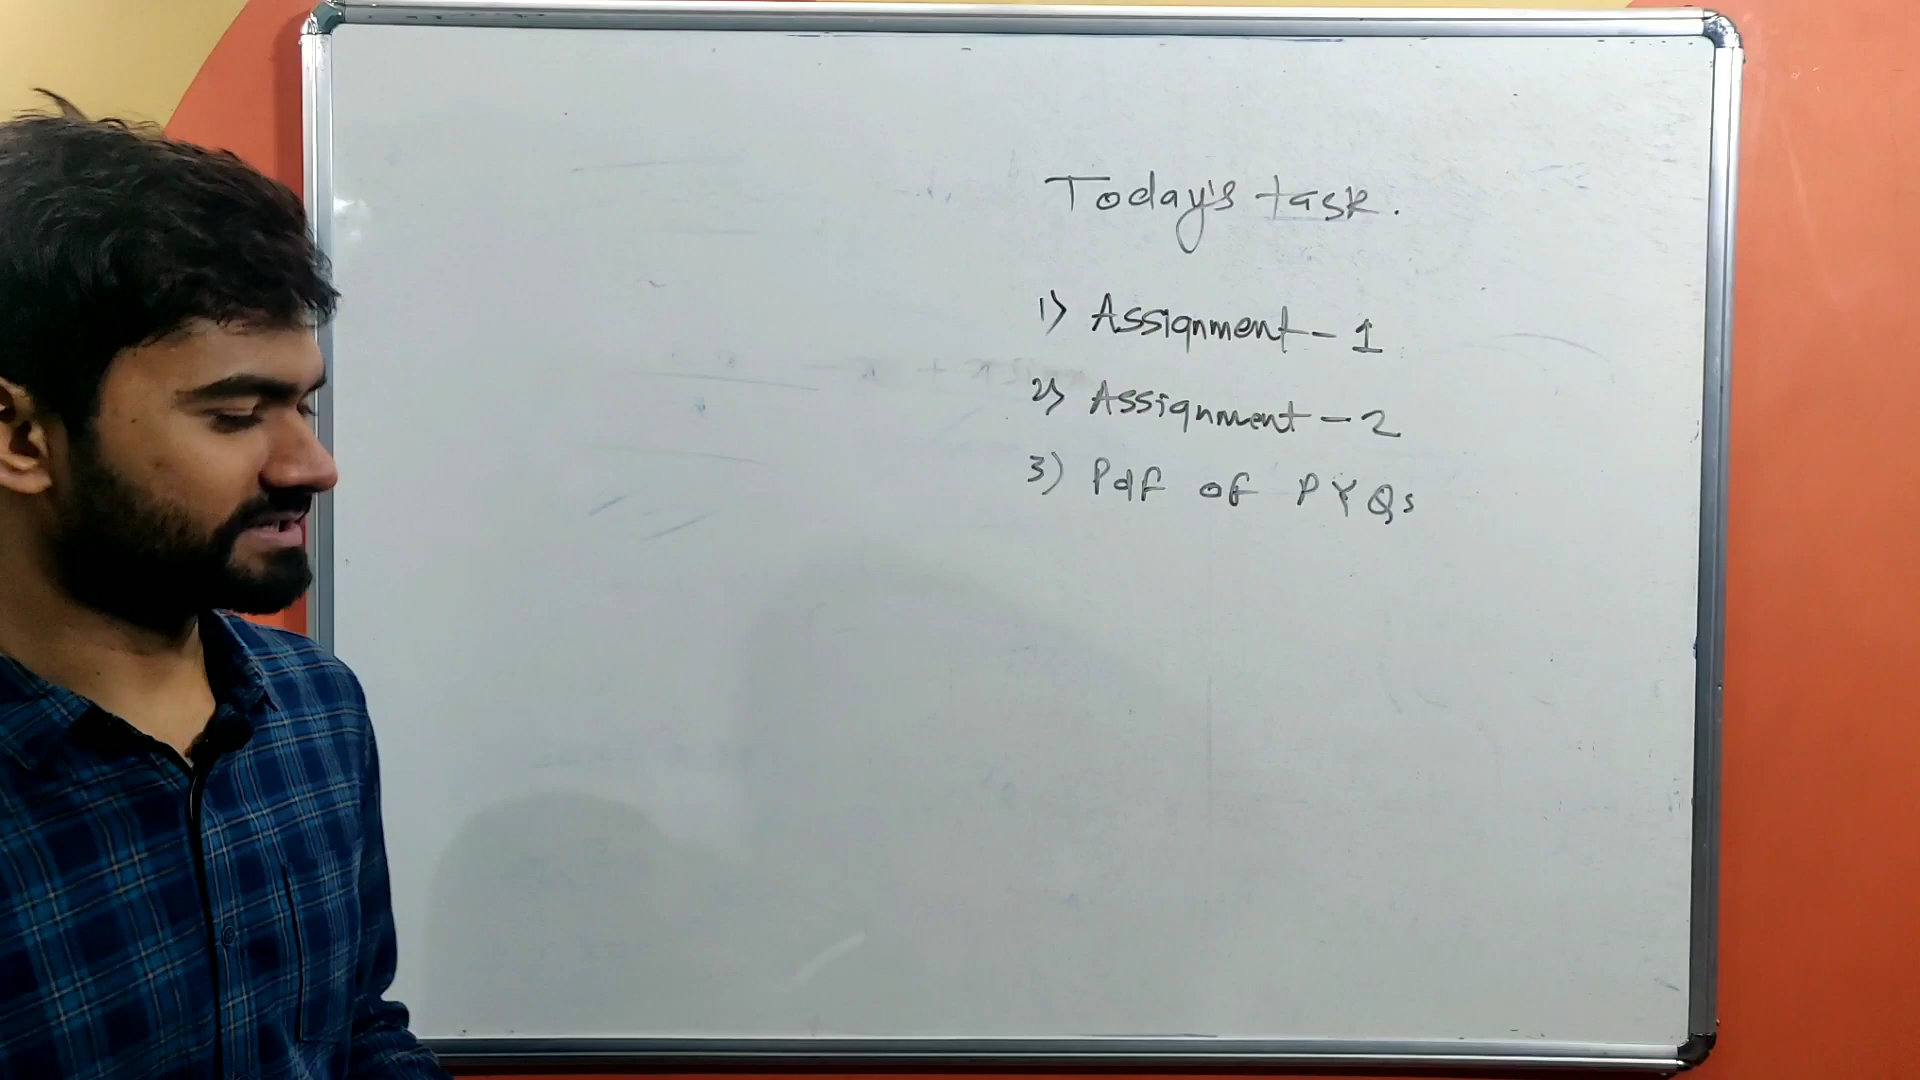 Today's task.
1) Assignment - 1
2) Assignment - 2
3) Pdf of PYQs